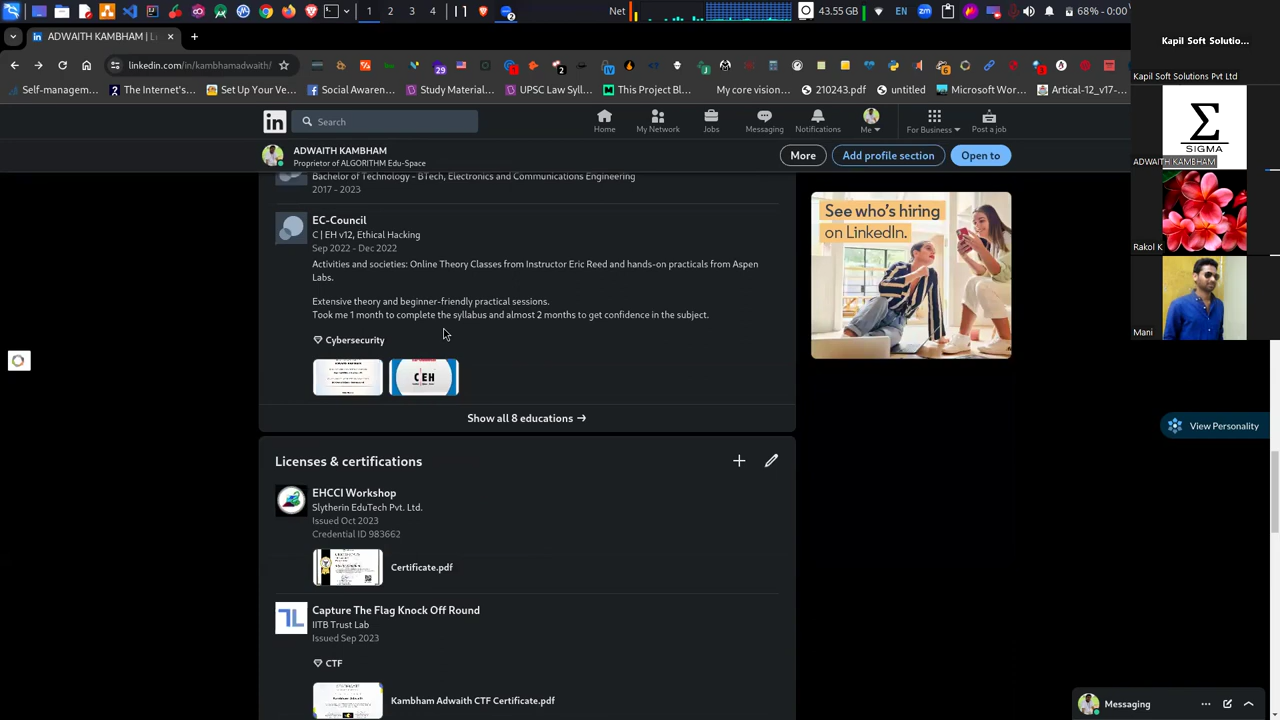 1 2 3 4 Net 43.55 GB EN zm 68% - 0:00
ADWAITH KAMBHAM | Li
linkedin.com/in/kambhamadwaith/
Self-managem... The Internet's... Set Up Your Ve... Social Awaren... Study Material... UPSC Law Syll... This Project Bl... My core vision... 210243.pdf untitled Microsoft Wor... Artical-12_v17-...
Kapil Soft Solutio...
Kapil Soft Solutions Pvt Ltd
Σ
SIGMA
ADWAITH KAMBHAM
Rakol K
Mani
in Search
Home My Network Jobs Messaging Notifications Me For Business Post a job
ADWAITH KAMBHAM
Proprietor of ALGORITHM Edu-Space
More Add profile section Open to
Bachelor of Technology - BTech, Electronics and Communications Engineering
2017 - 2023
EC-Council
C | EH v12, Ethical Hacking
Sep 2022 - Dec 2022
Activities and societies: Online Theory Classes from Instructor Eric Reed and hands-on practicals from Aspen
Labs.
Extensive theory and beginner-friendly practical sessions.
Took me 1 month to complete the syllabus and almost 2 months to get confidence in the subject.
Cybersecurity
C|EH
Show all 8 educations →
See who's hiring
on LinkedIn.
View Personality
Licenses & certifications
EHCCI Workshop
Slytherin EduTech Pvt. Ltd.
Issued Oct 2023
Credential ID 983662
Certificate.pdf
TL
Capture The Flag Knock Off Round
IITB Trust Lab
Issued Sep 2023
CTF
Kambham Adwaith CTF Certificate.pdf
Messaging